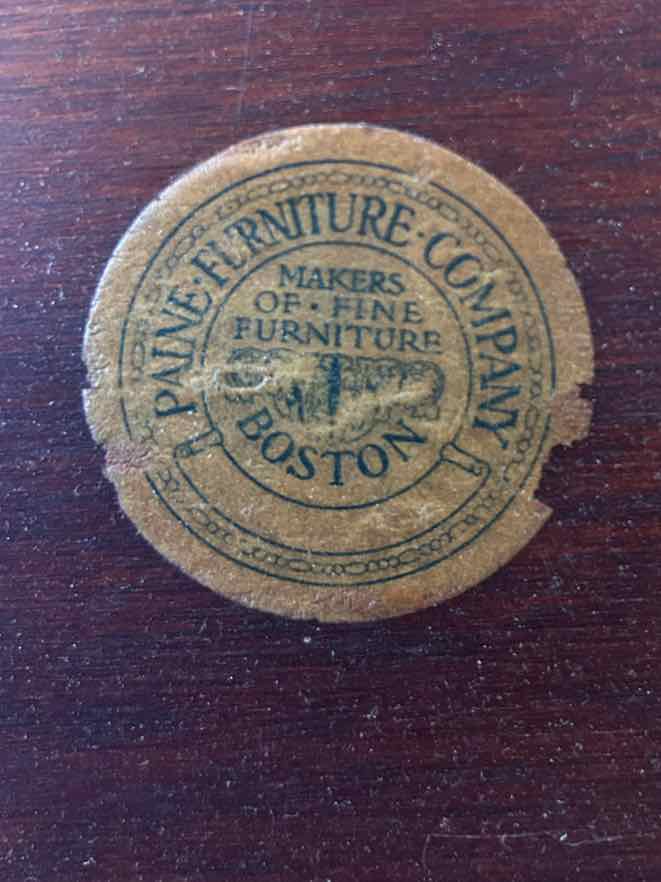 PAINE · FURNITURE · COMPANY
MAKERS
OF · FINE
FURNITURE
BOSTON